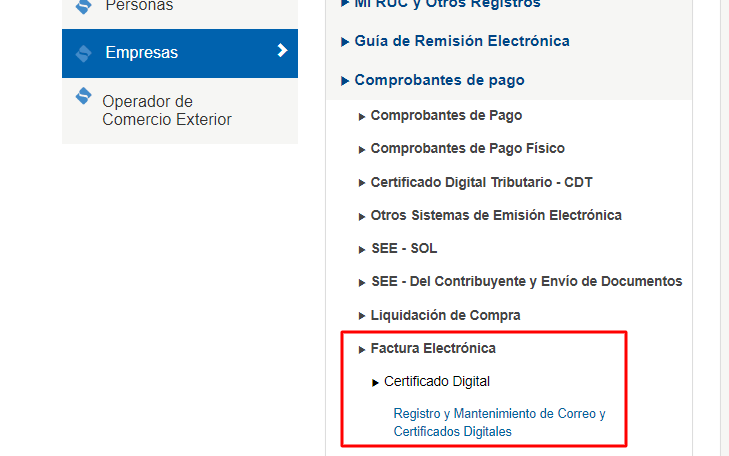 Personas
Empresas
Operador de
Comercio Exterior
Mi RUC y Otros Registros
Guía de Remisión Electrónica
Comprobantes de pago
Comprobantes de Pago
Comprobantes de Pago Físico
Certificado Digital Tributario - CDT
Otros Sistemas de Emisión Electrónica
SEE - SOL
SEE - Del Contribuyente y Envío de Documentos
Liquidación de Compra
Factura Electrónica
Certificado Digital
Registro y Mantenimiento de Correo y
Certificados Digitales